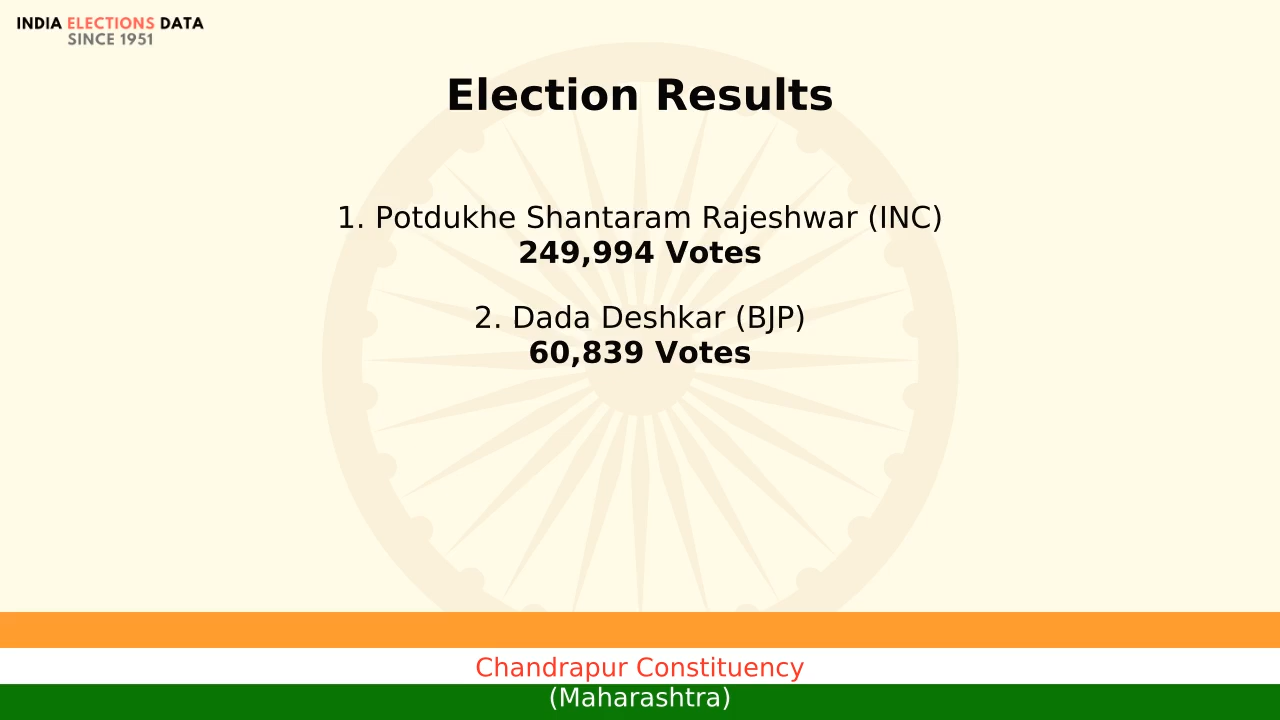 INDIA ELECTIONS DATA
SINCE 1951
Election Results
1. Potdukhe Shantaram Rajeshwar (INC)
249,994 Votes
2. Dada Deshkar (BJP)
60,839 Votes
Chandrapur Constituency
(Maharashtra)